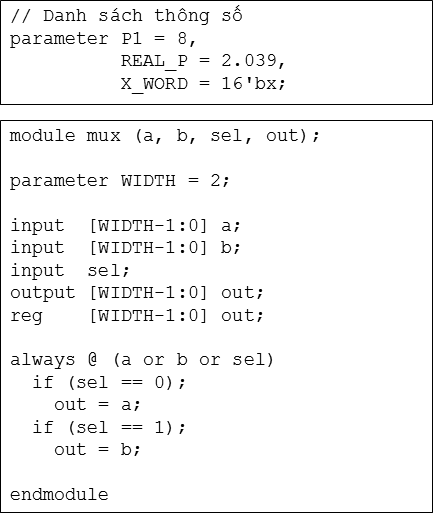 // Danh sách thông số
parameter P1 = 8,
          REAL_P = 2.039,
          X_WORD = 16'bx;
module mux (a, b, sel, out);
parameter WIDTH = 2;
input  [WIDTH-1:0] a;
input  [WIDTH-1:0] b;
input  sel;
output [WIDTH-1:0] out;
reg    [WIDTH-1:0] out;
always @ (a or b or sel)
  if (sel == 0);
    out = a;
  if (sel == 1);
    out = b;
endmodule